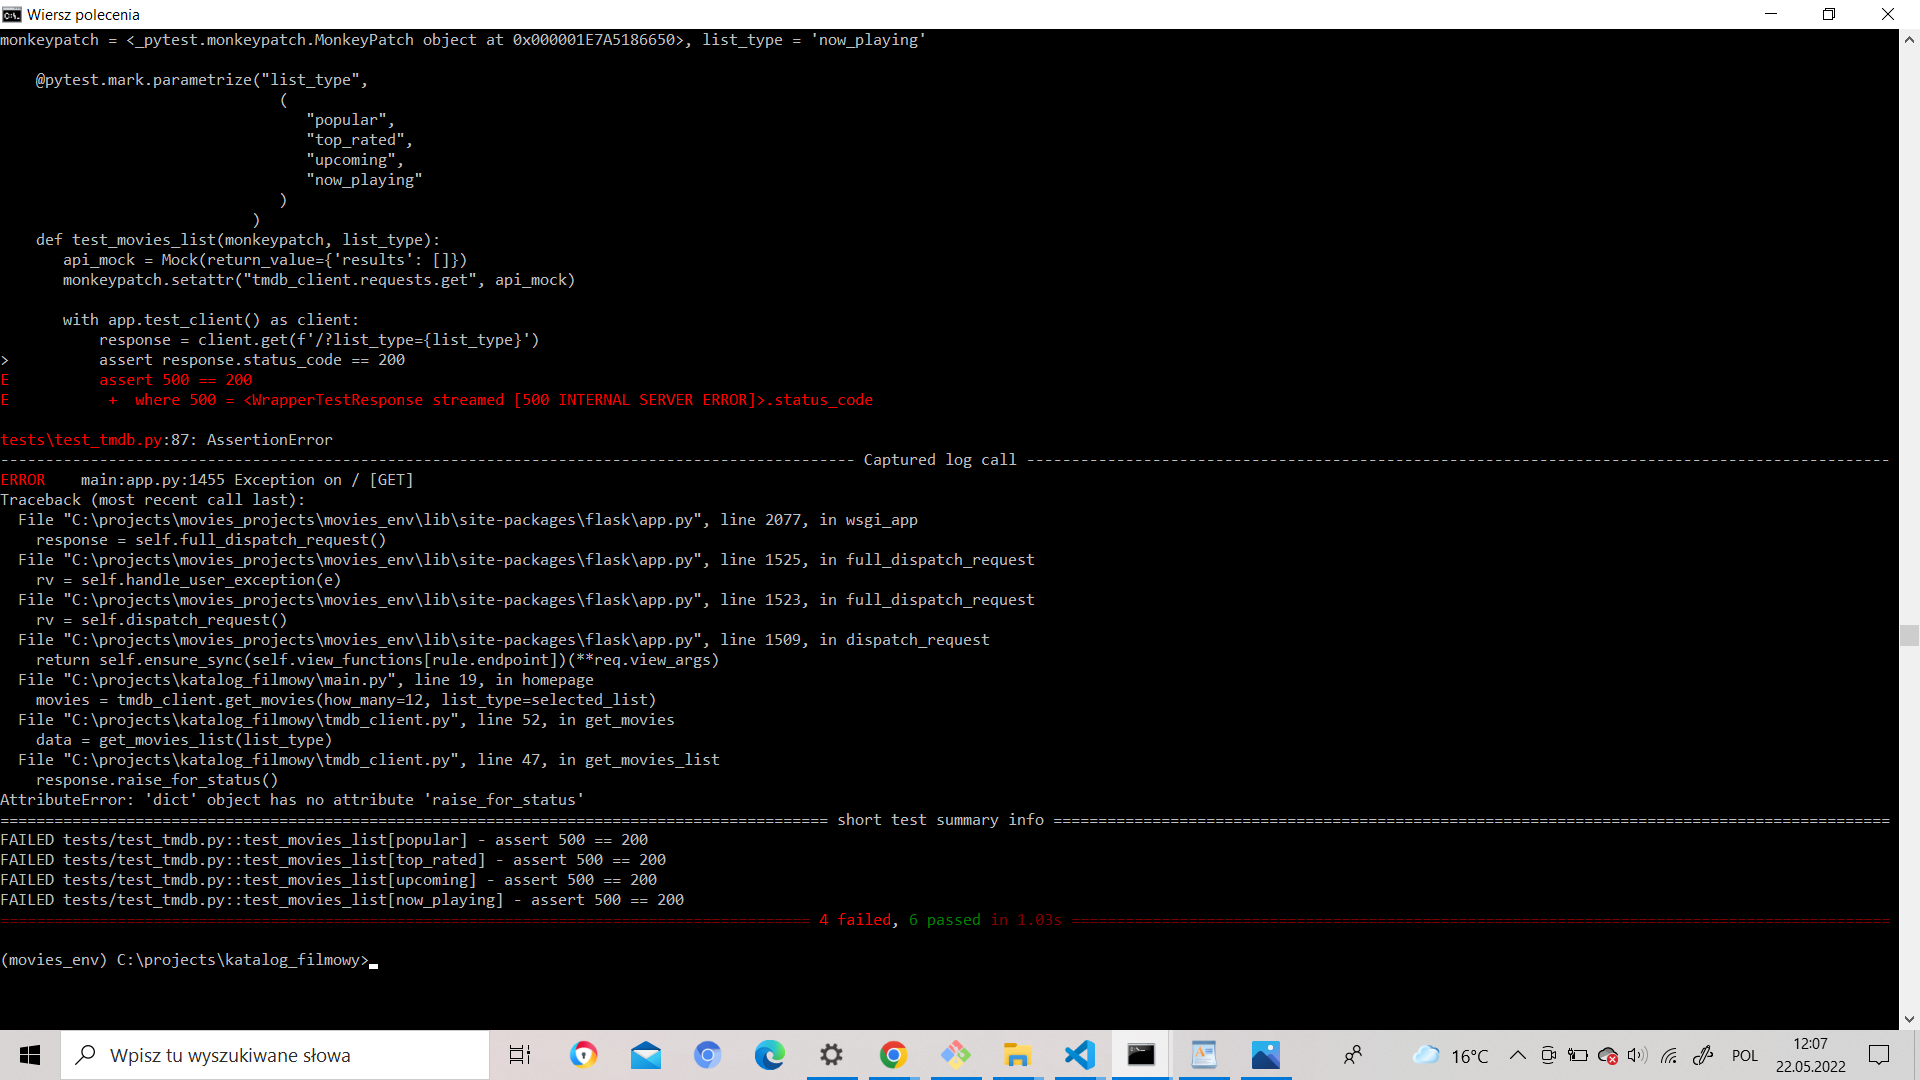 Wiersz polecenia
monkeypatch = <_pytest.monkeypatch.MonkeyPatch object at 0x000001E7A5186650>, list_type = 'now_playing'
@pytest.mark.parametrize("list_type",
(
"popular",
"top_rated",
"upcoming",
"now_playing"
)
)
def test_movies_list(monkeypatch, list_type):
api_mock = Mock(return_value={'results': []})
monkeypatch.setattr("tmdb_client.requests.get", api_mock)
with app.test_client() as client:
response = client.get(f'/?list_type={list_type}')
> assert response.status_code == 200
E assert 500 == 200
E + where 500 = <WrapperTestResponse streamed [500 INTERNAL SERVER ERROR]>.status_code
tests\test_tmdb.py:87: AssertionError
----------------------------------------------------------------------------------------------- Captured log call ------------------------------------------------------------------------------------------------
ERROR main:app.py:1455 Exception on / [GET]
Traceback (most recent call last):
File "C:\projects\movies_projects\movies_env\lib\site-packages\flask\app.py", line 2077, in wsgi_app
response = self.full_dispatch_request()
File "C:\projects\movies_projects\movies_env\lib\site-packages\flask\app.py", line 1525, in full_dispatch_request
rv = self.handle_user_exception(e)
File "C:\projects\movies_projects\movies_env\lib\site-packages\flask\app.py", line 1523, in full_dispatch_request
rv = self.dispatch_request()
File "C:\projects\movies_projects\movies_env\lib\site-packages\flask\app.py", line 1509, in dispatch_request
return self.ensure_sync(self.view_functions[rule.endpoint])(**req.view_args)
File "C:\projects\katalog_filmowy\main.py", line 19, in homepage
movies = tmdb_client.get_movies(how_many=12, list_type=selected_list)
File "C:\projects\katalog_filmowy\tmdb_client.py", line 52, in get_movies
data = get_movies_list(list_type)
File "C:\projects\katalog_filmowy\tmdb_client.py", line 47, in get_movies_list
response.raise_for_status()
AttributeError: 'dict' object has no attribute 'raise_for_status'
============================================================================================ short test summary info =============================================================================================
FAILED tests/test_tmdb.py::test_movies_list[popular] - assert 500 == 200
FAILED tests/test_tmdb.py::test_movies_list[top_rated] - assert 500 == 200
FAILED tests/test_tmdb.py::test_movies_list[upcoming] - assert 500 == 200
FAILED tests/test_tmdb.py::test_movies_list[now_playing] - assert 500 == 200
========================================================================================== 4 failed, 6 passed in 1.03s ===========================================================================================
(movies_env) C:\projects\katalog_filmowy>
Wpisz tu wyszukiwane słowa
16°C
POL
12:07
22.05.2022